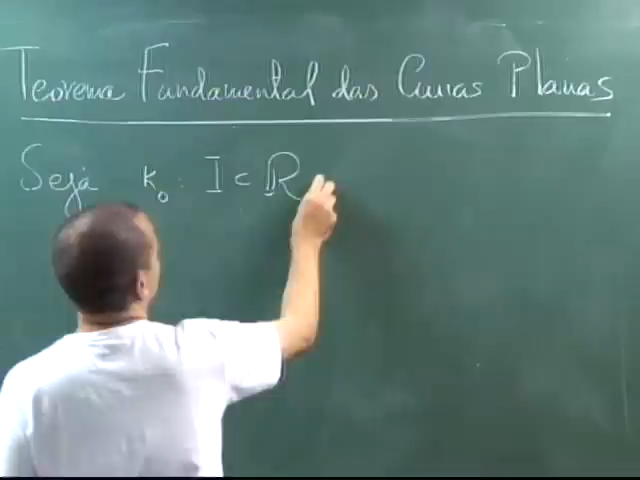 Teorema Fundamental das Curvas Planas
Seja k₀: I ⊂ ℝ